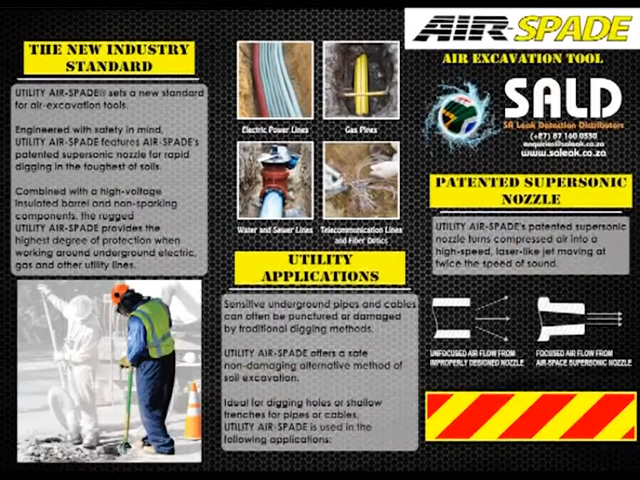 THE NEW INDUSTRY
STANDARD
UTILITY AIR-SPADE® sets a new standard
for air-excavation tools.
Engineered with safety in mind,
UTILITY AIR-SPADE features AIR-SPADE's
patented supersonic nozzle for rapid
digging in the toughest of soils.
Combined with a high-voltage
insulated barrel and non-sparking
components, the rugged
UTILITY AIR-SPADE provides the
highest degree of protection when
working around underground electric,
gas and other utility lines.
Electric Power Lines
Gas Pipes
Water and Sewer Lines
Telecommunication Lines
and Fiber Optics
UTILITY
APPLICATIONS
Sensitive underground pipes and cables
can often be punctured or damaged
by traditional digging methods.
UTILITY AIR-SPADE offers a safe
non-damaging alternative method of
soil excavation.
Ideal for digging holes or shallow
trenches for pipes or cables,
UTILITY AIR-SPADE is used in the
following applications:
AIR-SPADE
AIR EXCAVATION TOOL
SALD
SA Leak Detection Distributors
(+27) 87 160 0330
enquiries@saleak.co.za
www.saleak.co.za
PATENTED SUPERSONIC
NOZZLE
UTILITY AIR-SPADE's patented supersonic
nozzle turns compressed air into a
high-speed, laser-like jet moving at
twice the speed of sound.
UNFOCUSED AIR FLOW FROM
IMPROPERLY DESIGNED NOZZLE
FOCUSED AIR FLOW FROM
AIR-SPACE SUPERSONIC NOZZLE